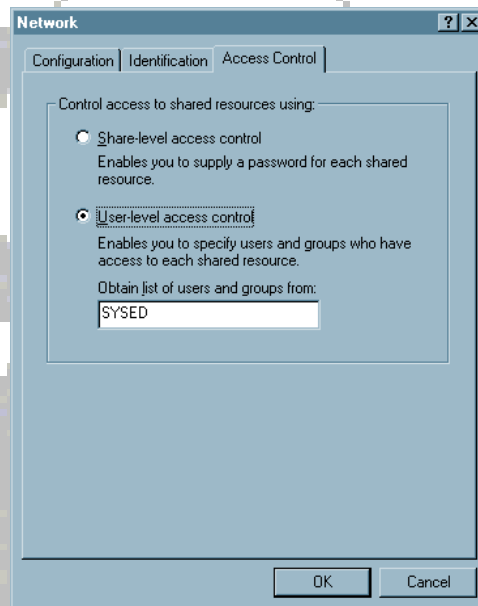 Network
Configuration Identification Access Control
Control access to shared resources using:
Share-level access control
Enables you to supply a password for each shared
resource.
User-level access control
Enables you to specify users and groups who have
access to each shared resource.
Obtain list of users and groups from:
SYSED
OK Cancel